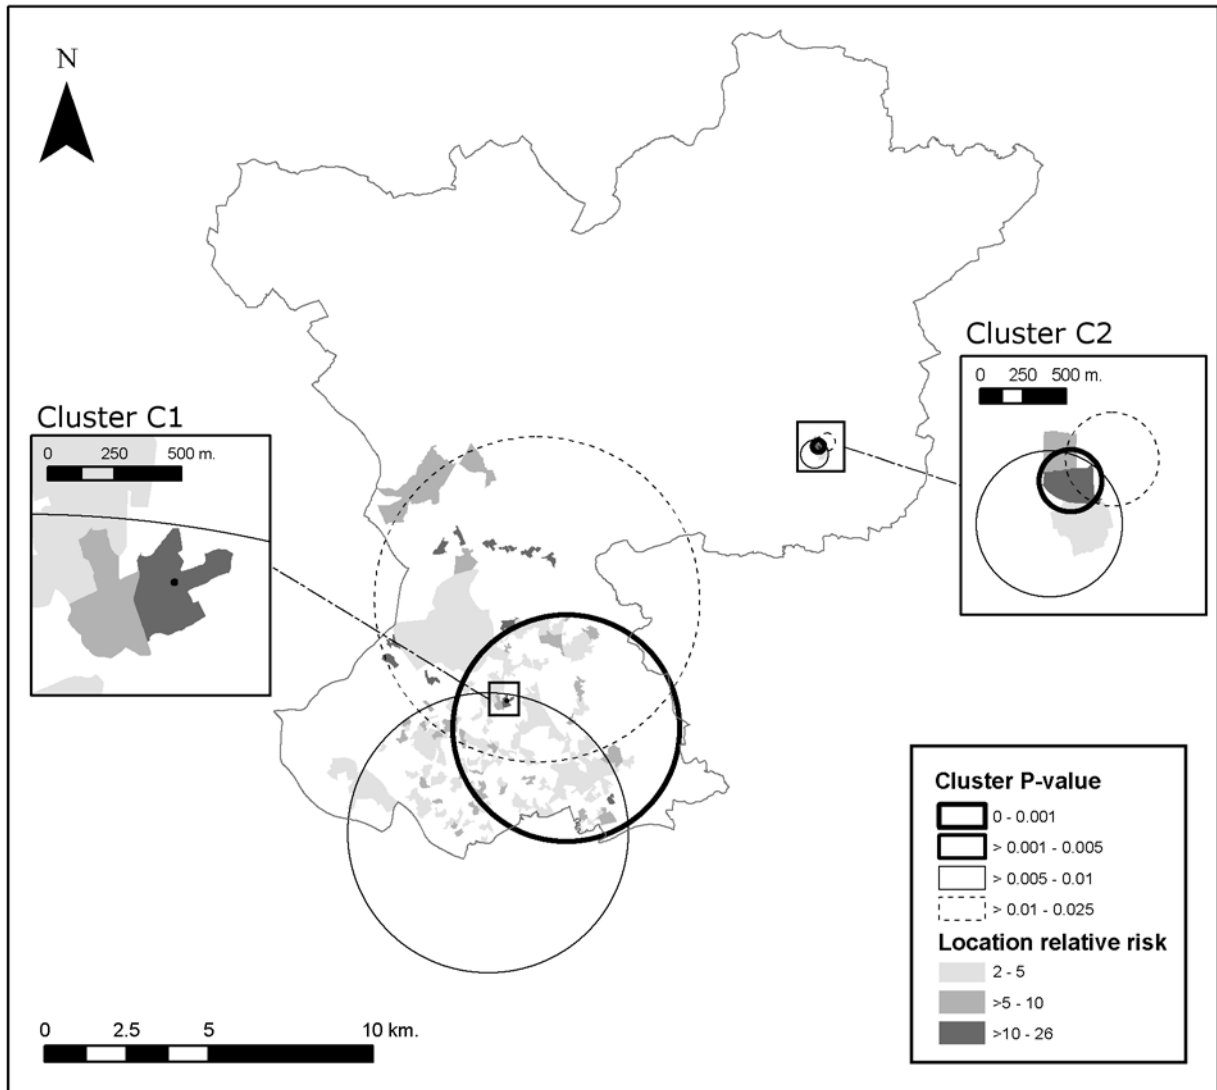 N
Cluster C2
0 250 500 m.
Cluster C1
0 250 500 m.
Cluster P-value
0 - 0.001
> 0.001 - 0.005
> 0.005 - 0.01
> 0.01 - 0.025
Location relative risk
2 - 5
>5 - 10
>10 - 26
0 2.5 5 10 km.